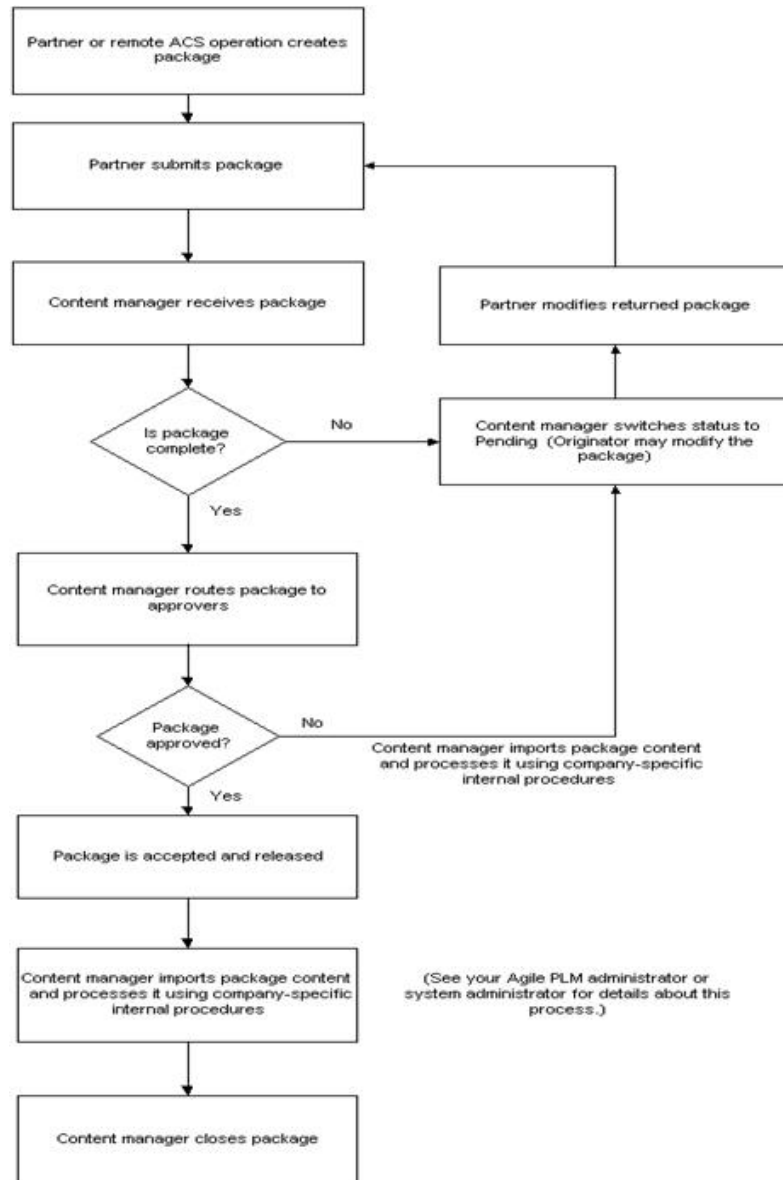 Partner or remote ACS operation creates
package
Partner submits package
Content manager receives package
Partner modifies returned package
Is package
complete?
No
Content manager switches status to
Pending (Originator may modify the
package)
Yes
Content manager routes package to
approvers
Package
approved?
No
Content manager imports package content
and processes it using company-specific
internal procedures
Yes
Package is accepted and released
Content manager imports package content
and processes it using company-specific
internal procedures
(See your Agile PLM administrator or
system administrator for details about this
process.)
Content manager closes package